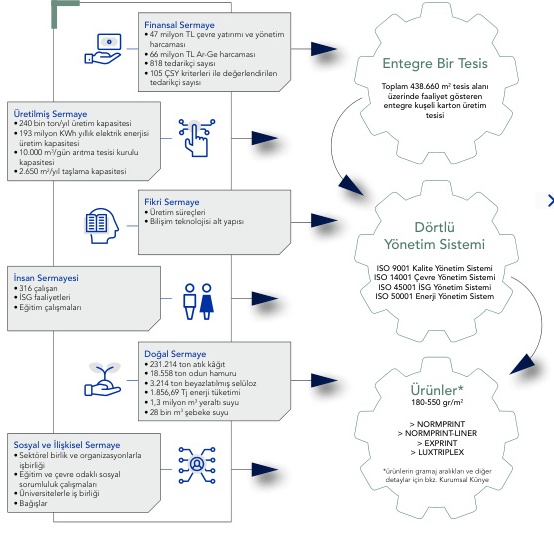 Finansal Sermaye
• 47 milyon TL çevre yatırımı ve yönetim
harcaması
• 66 milyon TL Ar-Ge harcaması
• 818 tedarikçi sayısı
• 105 ÇSY kriterleri ile değerlendirilen
tedarikçi sayısı
Üretilmiş Sermaye
• 240 bin ton/yıl üretim kapasitesi
• 193 milyon KWh yıllık elektrik enerjisi
üretim kapasitesi
• 10.000 m³/gün arıtma tesisi kurulu
kapasitesi
• 2.650 m²/yıl taşlama kapasitesi
Fikri Sermaye
• Üretim süreçleri
• Bilişim teknolojisi alt yapısı
İnsan Sermayesi
• 316 çalışan
• İSG faaliyetleri
• Eğitim çalışmaları
Doğal Sermaye
• 231.214 ton atık kâğıt
• 18.558 ton odun hamuru
• 3.214 ton beyazlatılmış selüloz
• 1.856,69 Tj enerji tüketimi
• 1,3 milyon m³ yeraltı suyu
• 28 bin m³ şebeke suyu
Sosyal ve İlişkisel Sermaye
• Sektörel birlik ve organizasyonlarla
işbirliği
• Eğitim ve çevre odaklı sosyal
sorumluluk çalışmaları
• Üniversitelerle iş birliği
• Bağışlar
Entegre Bir Tesis
Toplam 438.660 m² tesis alanı
üzerinde faaliyet gösteren
entegre kuşeli karton üretim
tesisi
Dörtlü
Yönetim Sistemi
ISO 9001 Kalite Yönetim Sistemi
ISO 14001 Çevre Yönetim Sistemi
ISO 45001 İSG Yönetim Sistemi
ISO 50001 Enerji Yönetim Sistem
Ürünler*
180-550 gr/m²
> NORMPRINT
> NORMPRINT-LINER
> EXPRINT
> LUXTRIPLEX
*ürünlerin gramaj aralıkları ve diğer
detaylar için bkz. Kurumsal Künye